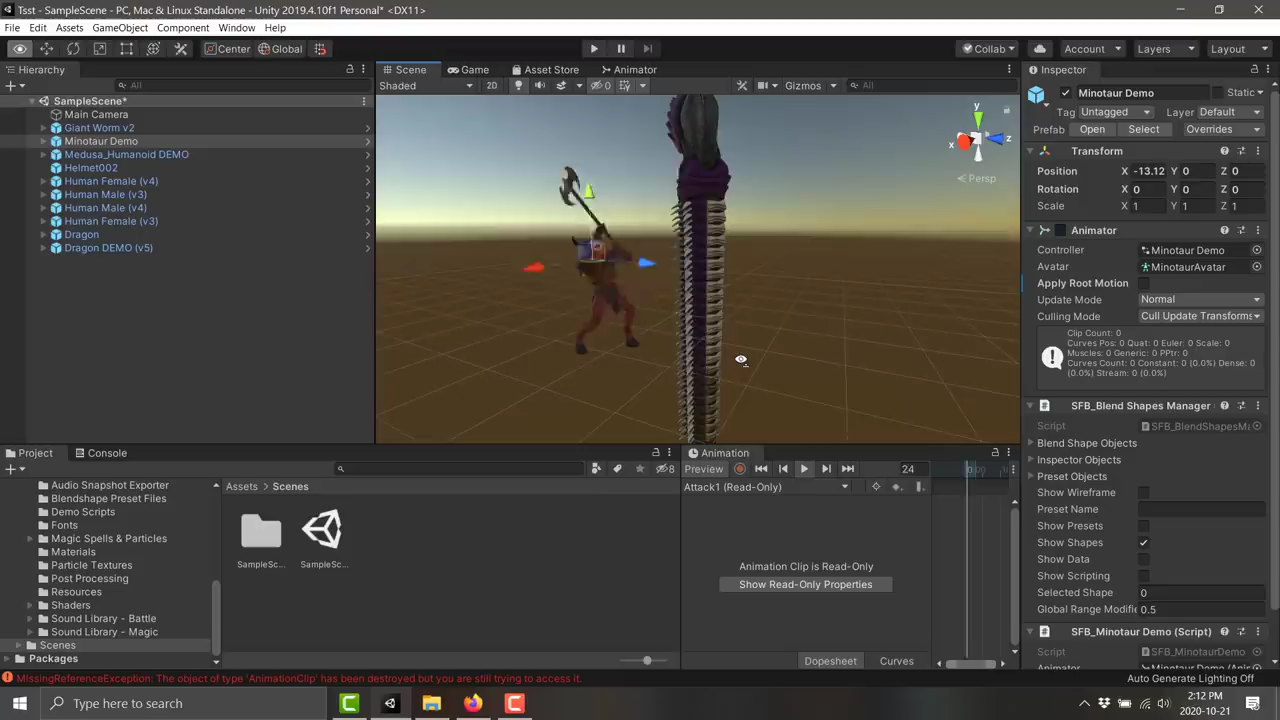 Tsst - SampleScene - PC, Mac & Linux Standalone - Unity 2019.4.10f1 Personal* <DX11>
File Edit Assets GameObject Component Window Help
Center Global Collab Account Layers Layout
Hierarchy
All
SampleScene*
Main Camera
Giant Worm v2
Minotaur Demo
Medusa_Humanoid DEMO
Helmet002
Human Female (v4)
Human Male (v3)
Human Male (v4)
Human Female (v3)
Dragon
Dragon DEMO (v5)
Scene Game Asset Store Animator
Shaded 2D 0 Gizmos All
y
x
z
Persp
Inspector
Minotaur Demo Static
Tag Untagged Layer Default
Prefab Open Select Overrides
Transform
Position X -13.12 Y 0 Z 0
Rotation X 0 Y 0 Z 0
Scale X 1 Y 1 Z 1
Animator
Controller Minotaur Demo
Avatar MinotaurAvatar
Apply Root Motion
Update Mode Normal
Culling Mode Cull Update Transforms
Clip Count: 0
Curves Pos: 0 Quat: 0 Euler: 0 Scale: 0
Muscles: 0 Generic: 0 PPtr: 0
Curves Count: 0 Constant: 0 (0.0%) Dense: 0
(0.0%) Stream: 0 (0.0%)
SFB_Blend Shapes Manager
Script SFB_BlendShapesMa
Blend Shape Objects
Inspector Objects
Preset Objects
Show Wireframe
Preset Name
Show Presets
Show Shapes
Show Data
Show Scripting
Selected Shape 0
Global Range Modifie 0.5
SFB_Minotaur Demo (Script)
Script SFB_MinotaurDemo
Animator Minotaur Demo (Anis
Project Console
8
Audio Snapshot Exporter
Blendshape Preset Files
Demo Scripts
Fonts
Magic Spells & Particles
Materials
Particle Textures
Post Processing
Resources
Shaders
Sound Library - Battle
Sound Library - Magic
Scenes
Packages
Assets > Scenes
SampleSc... SampleSc...
Animation
Preview 24 0:00
Attack1 (Read-Only)
Animation Clip is Read-Only
Show Read-Only Properties
Dopesheet Curves
MissingReferenceException: The object of type 'AnimationClip' has been destroyed but you are still trying to access it.
Auto Generate Lighting Off
Type here to search
2:12 PM
2020-10-21